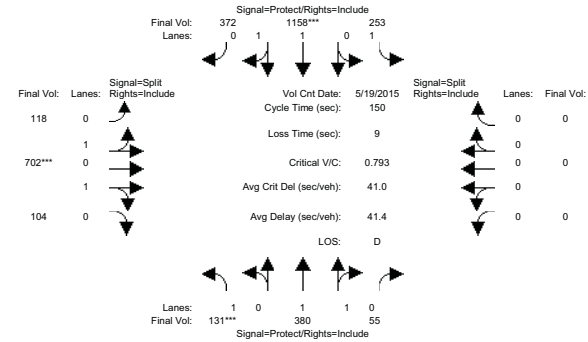 Signal=Protect/Rights=Include
Final Vol: 372 1158*** 253
Lanes: 0 1 1 0 1
Signal=Split
Final Vol: Lanes: Rights=Include
Vol Cnt Date: 5/19/2015
Signal=Split
Rights=Include Lanes: Final Vol:
Cycle Time (sec): 150
118 0
0 0
Loss Time (sec): 9
1
0
702*** 0
Critical V/C: 0.793
0 0
1
Avg Crit Del (sec/veh): 41.0
0
104 0
Avg Delay (sec/veh): 41.4
0 0
LOS: D
Lanes: 1 0 1 1 0
Final Vol: 131*** 380 55
Signal=Protect/Rights=Include